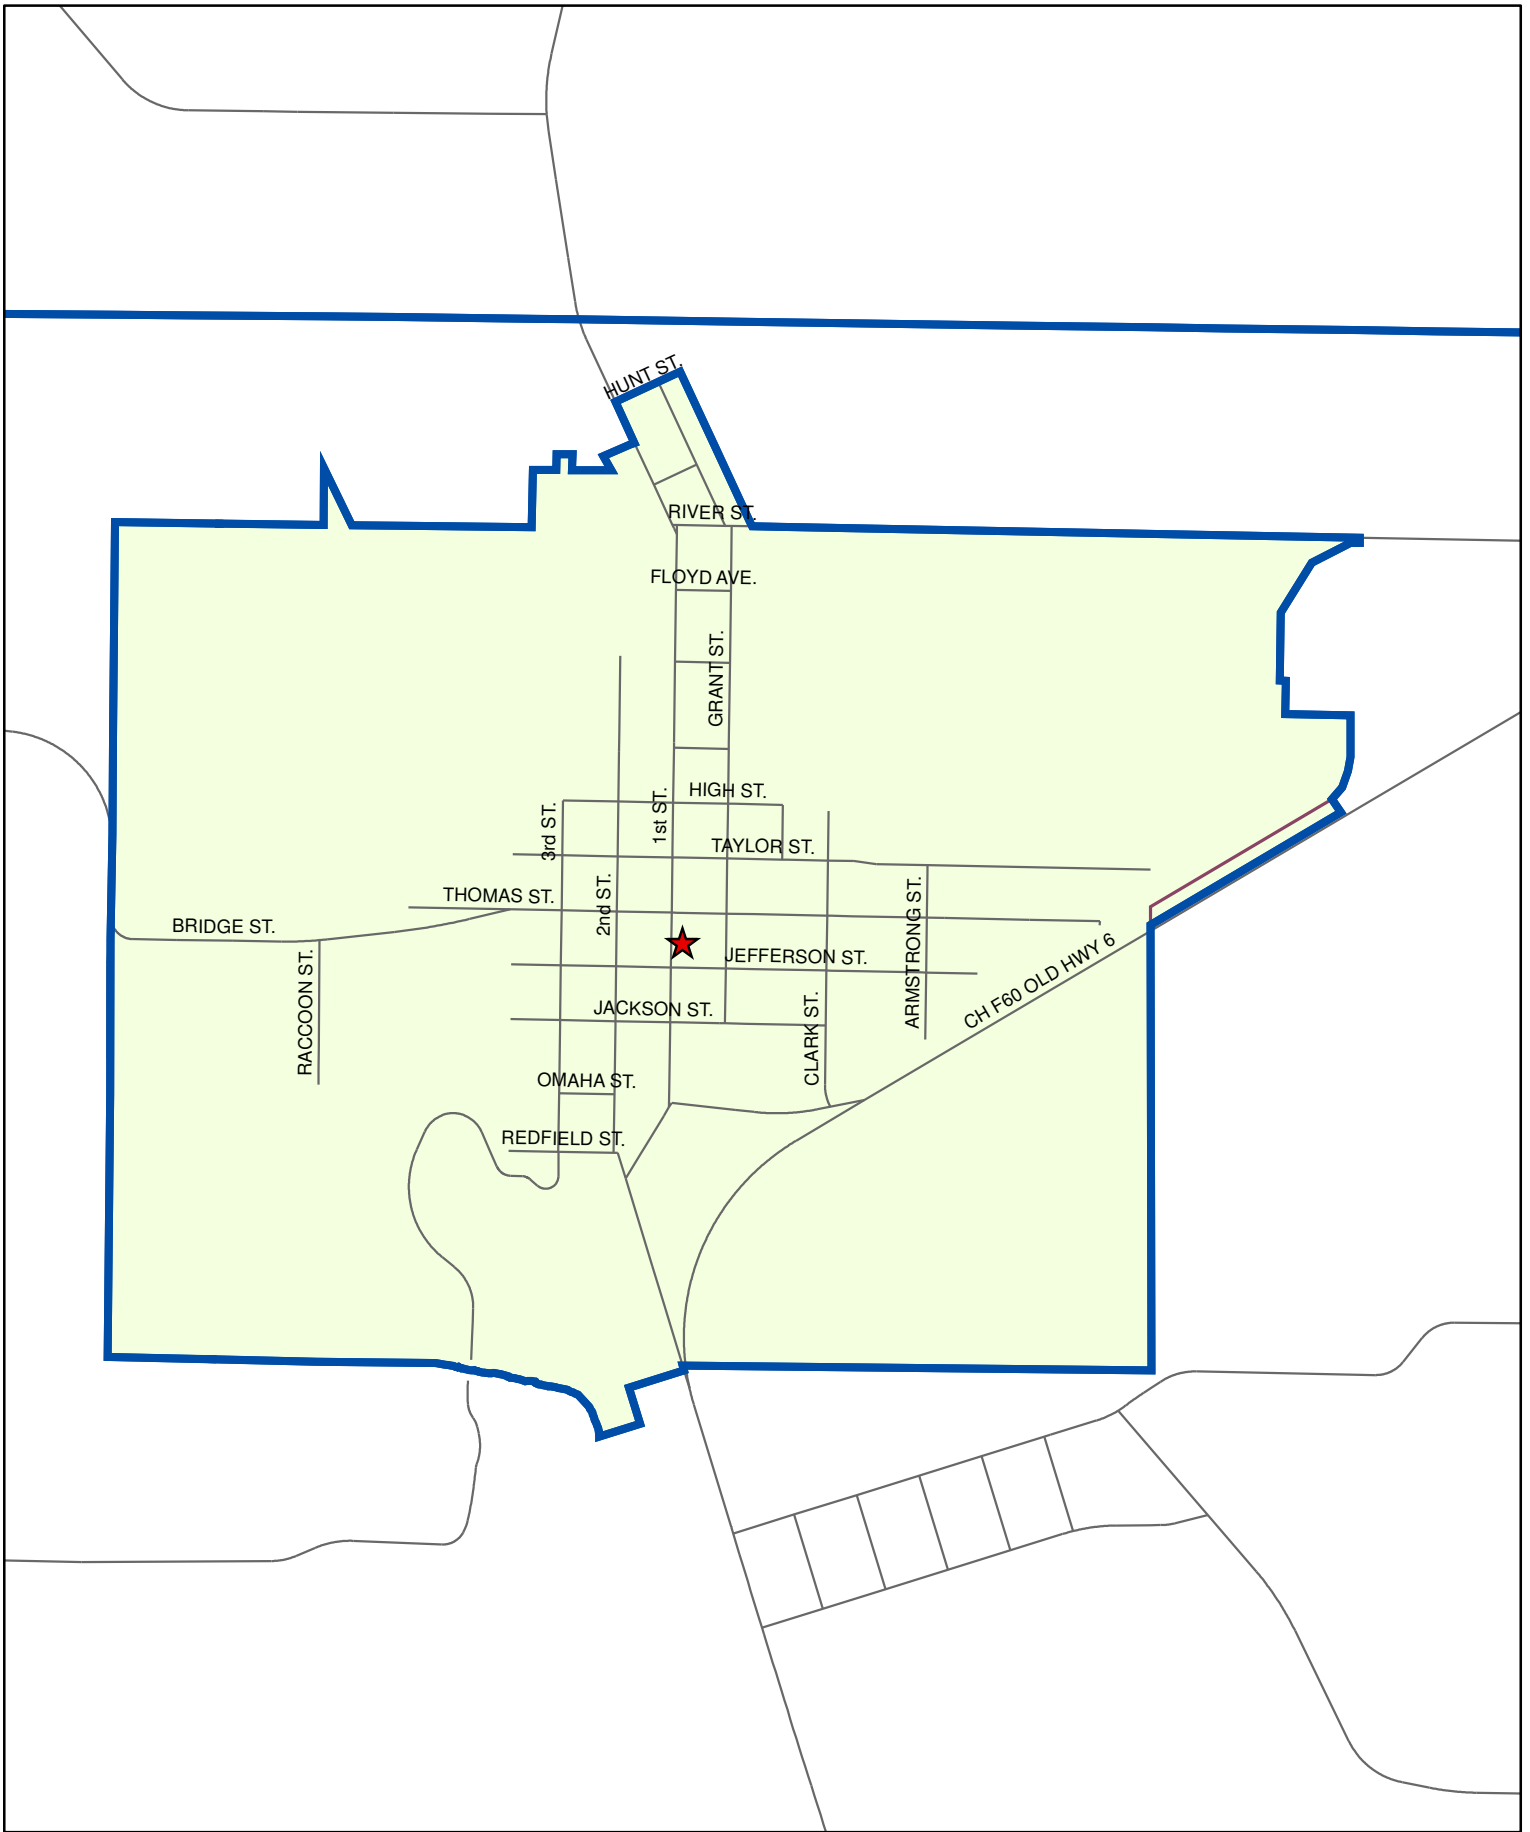 HUNT ST.
RIVER ST.
FLOYD AVE.
GRANT ST.
HIGH ST.
1st ST.
3rd ST.
TAYLOR ST.
THOMAS ST.
2nd ST.
ARMSTRONG ST.
BRIDGE ST.
JEFFERSON ST.
RACCOON ST.
CH F60 OLD HWY 6
JACKSON ST.
CLARK ST.
OMAHA ST.
REDFIELD ST.